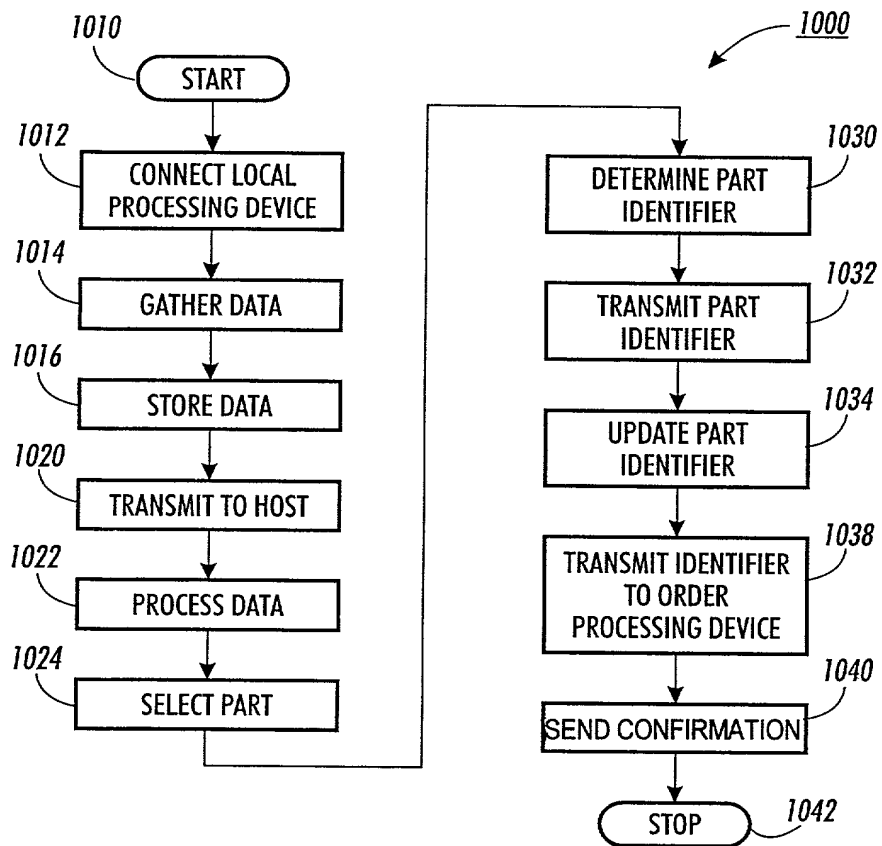 1000
1010
START
1012
CONNECT LOCAL
PROCESSING DEVICE
1014
GATHER DATA
1016
STORE DATA
1020
TRANSMIT TO HOST
1022
PROCESS DATA
1024
SELECT PART
1030
DETERMINE PART
IDENTIFIER
1032
TRANSMIT PART
IDENTIFIER
1034
UPDATE PART
IDENTIFIER
1038
TRANSMIT IDENTIFIER
TO ORDER
PROCESSING DEVICE
1040
SEND CONFIRMATION
STOP
1042